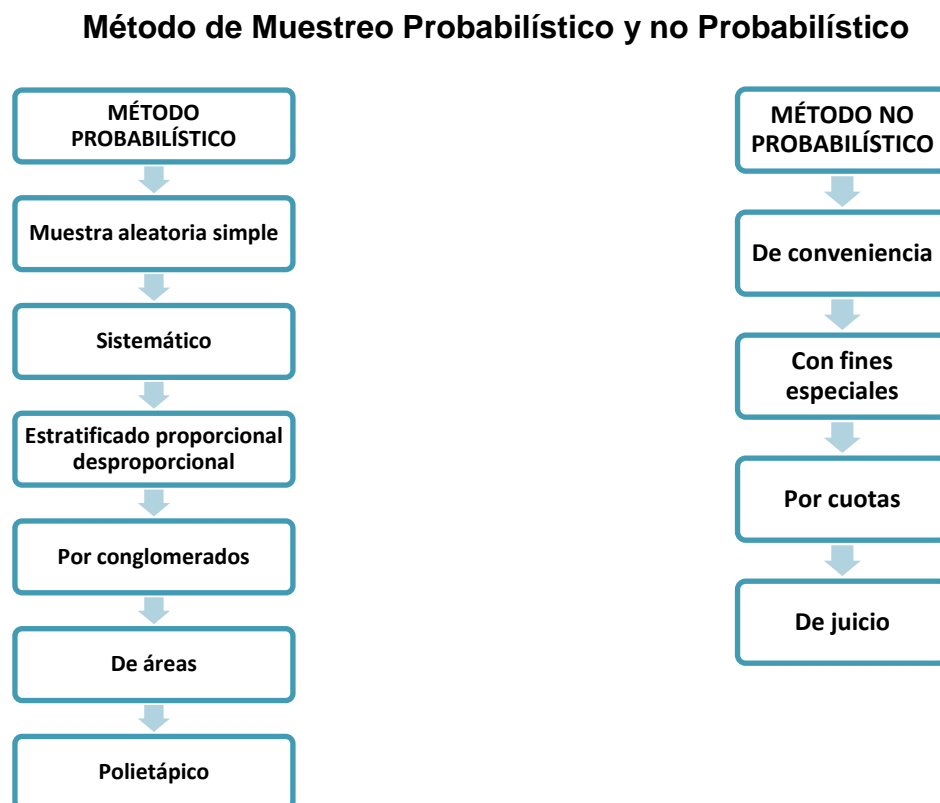 Método de Muestreo Probabilístico y no Probabilístico
MÉTODO
PROBABILÍSTICO
Muestra aleatoria simple
Sistemático
Estratificado proporcional
desproporcional
Por conglomerados
De áreas
Polietápico
MÉTODO NO
PROBABILÍSTICO
De conveniencia
Con fines
especiales
Por cuotas
De juicio